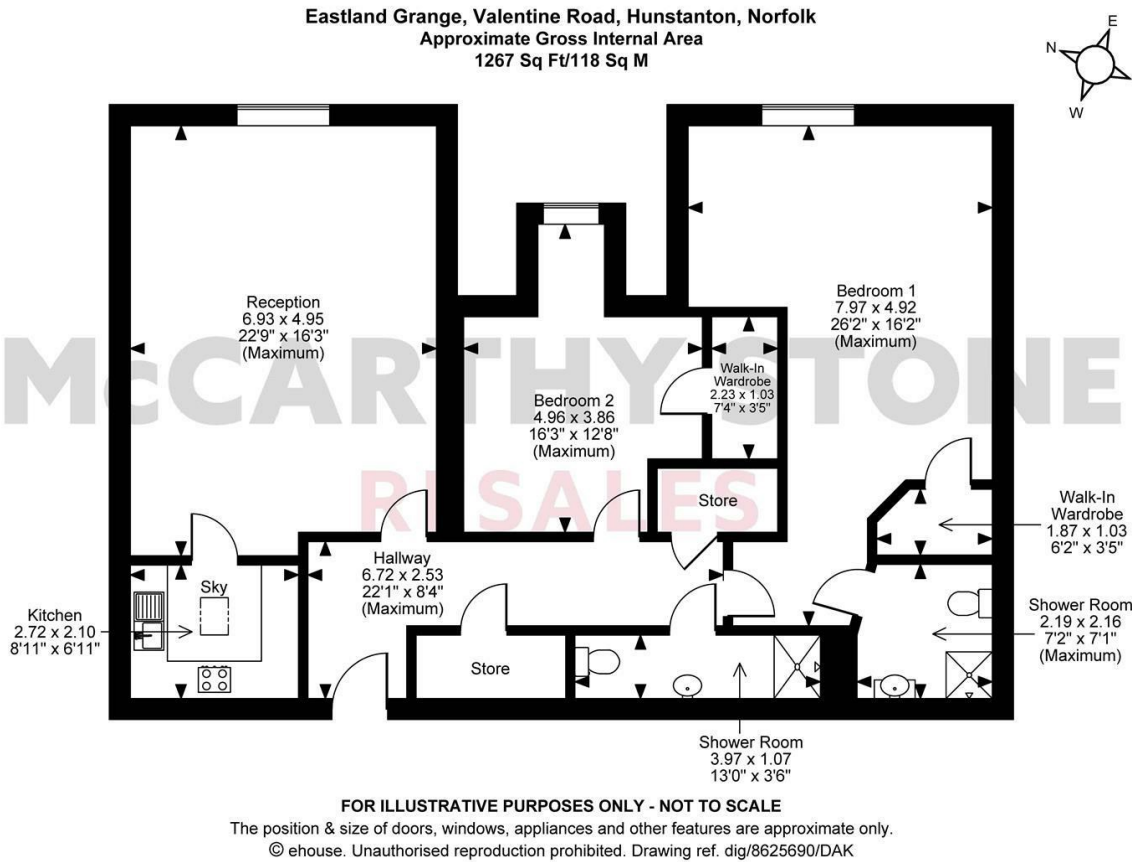 Eastland Grange, Valentine Road, Hunstanton, Norfolk
Approximate Gross Internal Area
1267 Sq Ft/118 Sq M
E
N
W
Reception
6.93 x 4.95
22'9" x 16'3"
(Maximum)
Bedroom 1
7.97 x 4.92
26'2" x 16'2"
(Maximum)
McCARTHY STONE
RESALES
Walk-In
Wardrobe
2.23 x 1.03
7'4" x 3'5"
Bedroom 2
4.96 x 3.86
16'3" x 12'8"
(Maximum)
Store
Walk-In
Wardrobe
1.87 x 1.03
6'2" x 3'5"
Hallway
6.72 x 2.53
22'1" x 8'4"
(Maximum)
Sky
Kitchen
2.72 x 2.10
8'11" x 6'11"
Shower Room
2.19 x 2.16
7'2" x 7'1"
(Maximum)
Store
Shower Room
3.97 x 1.07
13'0" x 3'6"
FOR ILLUSTRATIVE PURPOSES ONLY - NOT TO SCALE
The position & size of doors, windows, appliances and other features are approximate only.
© ehouse. Unauthorised reproduction prohibited. Drawing ref. dig/8625690/DAK